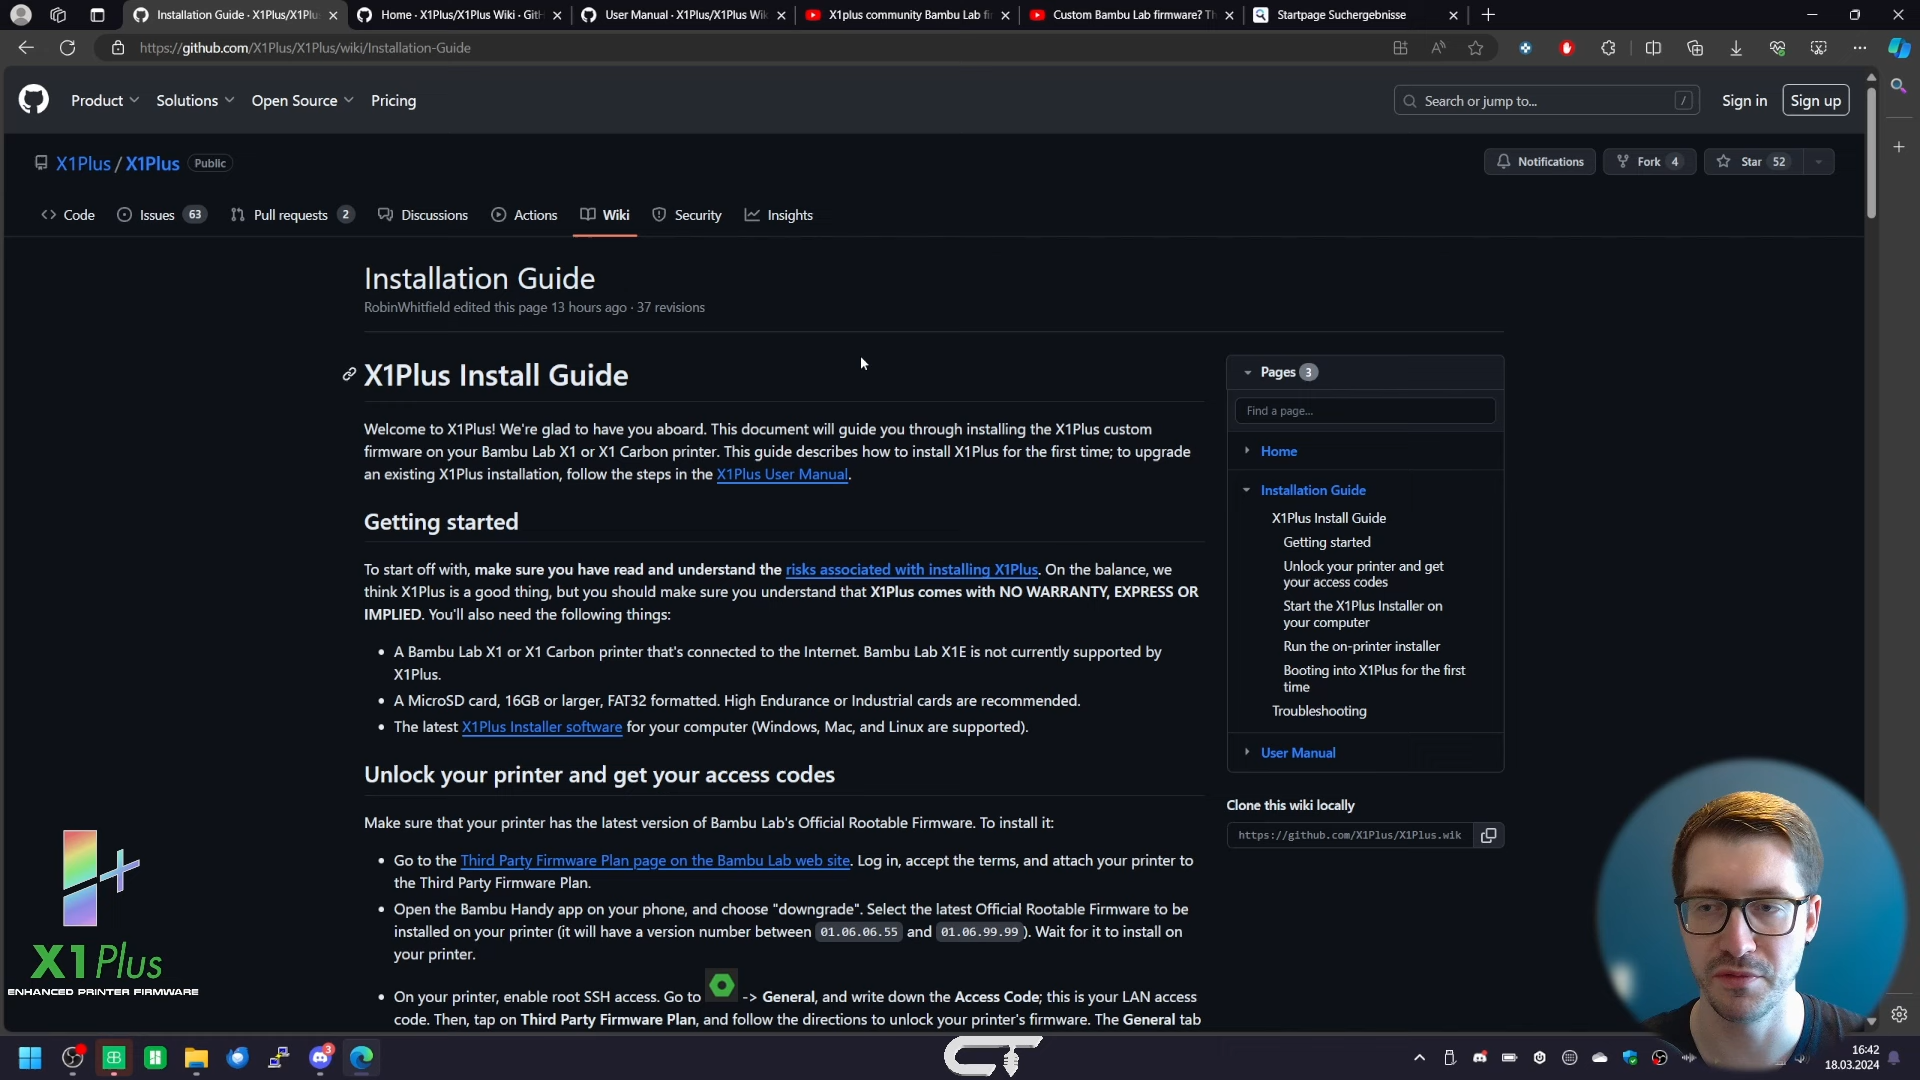 Installation Guide · X1Plus/X1Plu
Home · X1Plus/X1Plus Wiki · Gith
User Manual · X1Plus/X1Plus Wik
X1plus community Bambu Lab fi
Custom Bambu Lab firmware? Th
Startpage Suchergebnisse
https://github.com/X1Plus/X1Plus/wiki/Installation-Guide
Product
Solutions
Open Source
Pricing
Search or jump to...
/
Sign in
Sign up
X1Plus / X1Plus
Public
Notifications
Fork 4
Star 52
Code
Issues 63
Pull requests 2
Discussions
Actions
Wiki
Security
Insights
Installation Guide
RobinWhitfield edited this page 13 hours ago · 37 revisions
X1Plus Install Guide
Welcome to X1Plus! We're glad to have you aboard. This document will guide you through installing the X1Plus custom
firmware on your Bambu Lab X1 or X1 Carbon printer. This guide describes how to install X1Plus for the first time; to upgrade
an existing X1Plus installation, follow the steps in the X1Plus User Manual.
Getting started
To start off with, make sure you have read and understand the risks associated with installing X1Plus. On the balance, we
think X1Plus is a good thing, but you should make sure you understand that X1Plus comes with NO WARRANTY, EXPRESS OR
IMPLIED. You'll also need the following things:
• A Bambu Lab X1 or X1 Carbon printer that's connected to the Internet. Bambu Lab X1E is not currently supported by
X1Plus.
• A MicroSD card, 16GB or larger, FAT32 formatted. High Endurance or Industrial cards are recommended.
• The latest X1Plus Installer software for your computer (Windows, Mac, and Linux are supported).
Unlock your printer and get your access codes
Make sure that your printer has the latest version of Bambu Lab's Official Rootable Firmware. To install it:
• Go to the Third Party Firmware Plan page on the Bambu Lab web site. Log in, accept the terms, and attach your printer to
the Third Party Firmware Plan.
• Open the Bambu Handy app on your phone, and choose "downgrade". Select the latest Official Rootable Firmware to be
installed on your printer (it will have a version number between 01.06.06.55 and 01.06.99.99). Wait for it to install on
your printer.
• On your printer, enable root SSH access. Go to -> General, and write down the Access Code; this is your LAN access
code. Then, tap on Third Party Firmware Plan, and follow the directions to unlock your printer's firmware. The General tab
Pages 3
Find a page...
Home
Installation Guide
X1Plus Install Guide
Getting started
Unlock your printer and get
your access codes
Start the X1Plus Installer on
your computer
Run the on-printer installer
Booting into X1Plus for the first
time
Troubleshooting
User Manual
Clone this wiki locally
https://github.com/X1Plus/X1Plus.wik
X1Plus
ENHANCED PRINTER FIRMWARE
3
16:42
18.03.2024